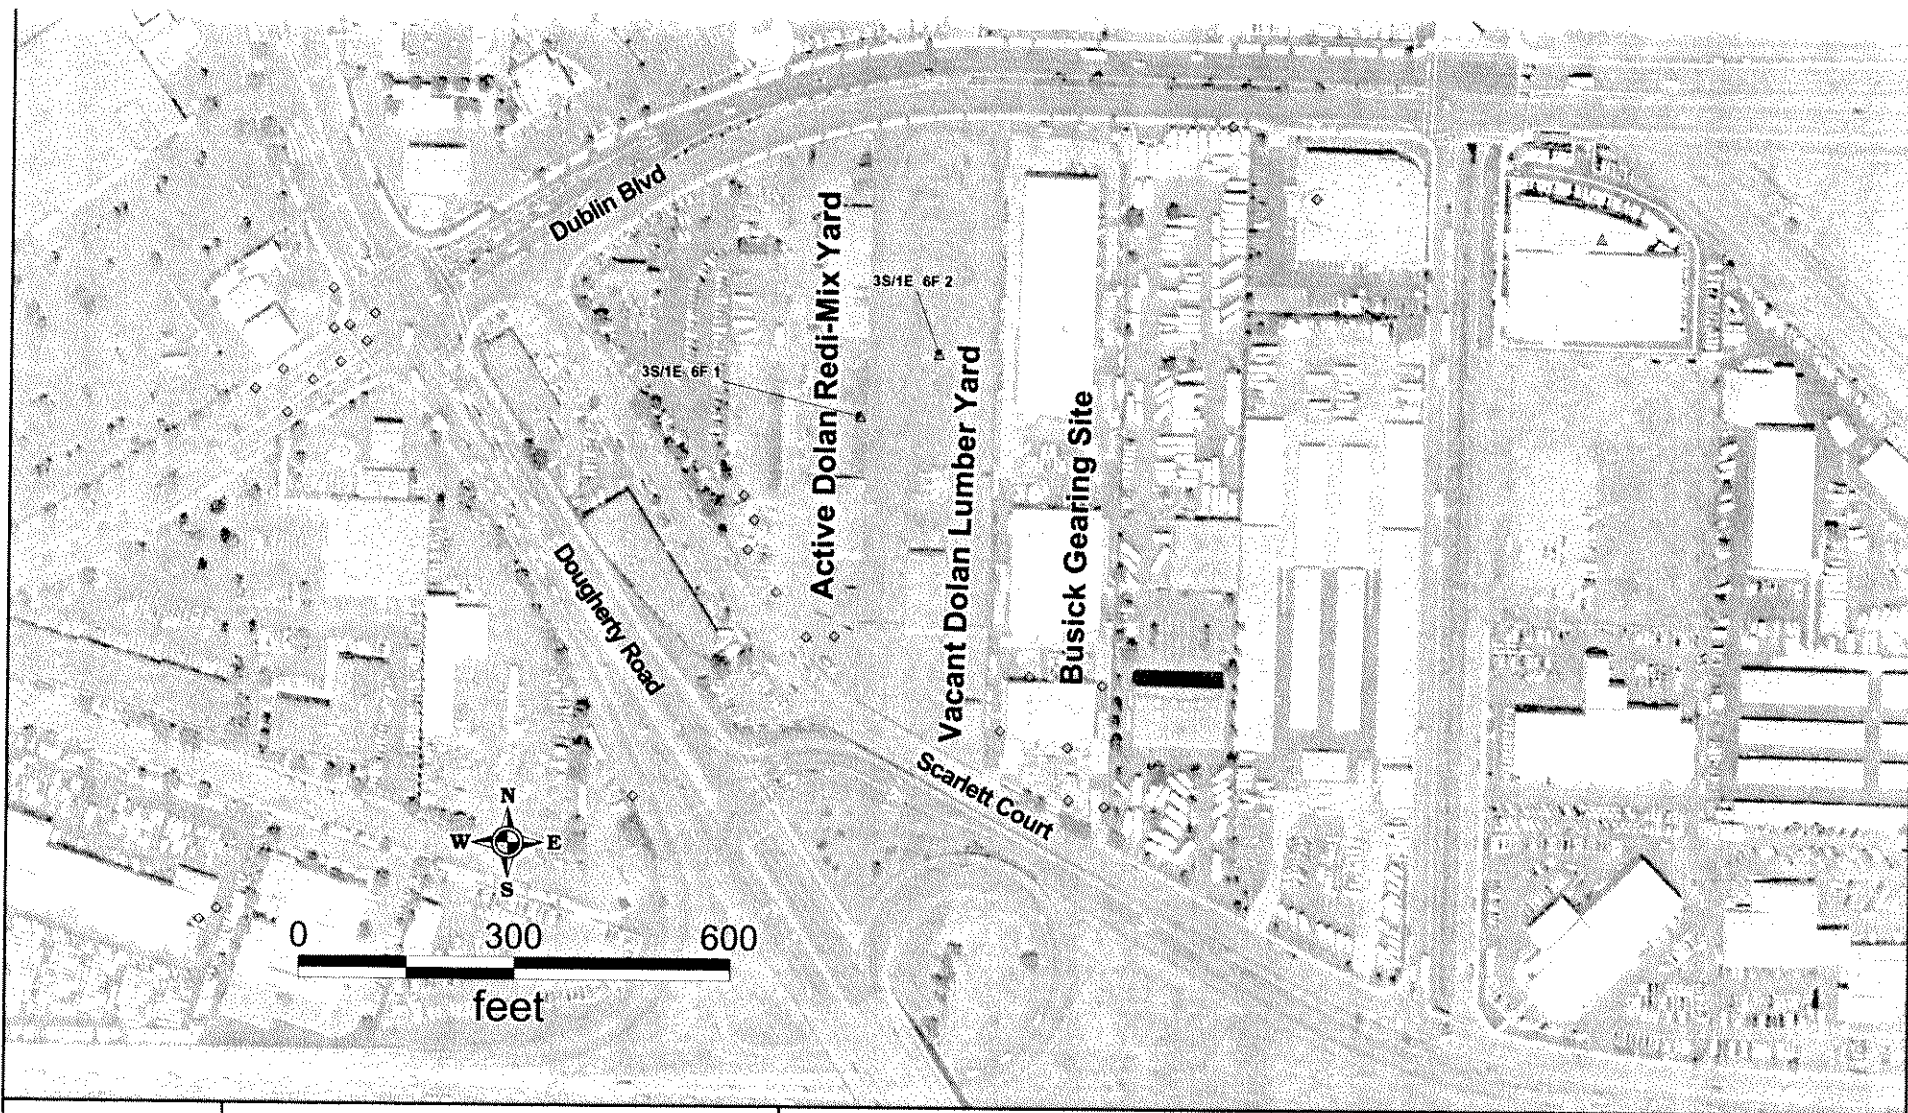 Dublin Blvd
3S/1E 6F 2
3S/1E 6F 1
Active Dolan Redi-Mix Yard
Vacant Dolan Lumber Yard
Busick Gearing Site
Dougherty Road
Scarlett Court
N
W E
S
0 300 600
feet